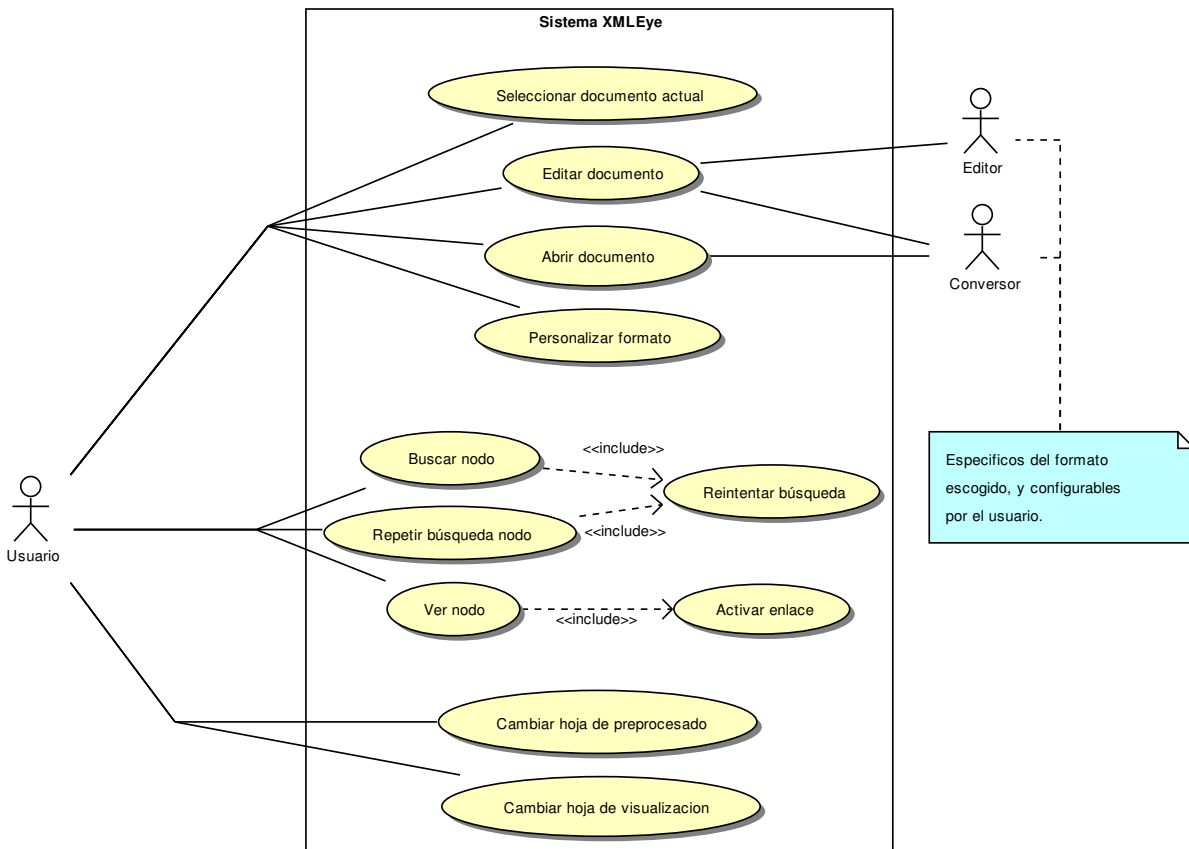 Sistema XMLEye
Seleccionar documento actual
Editar documento
Abrir documento
Personalizar formato
Editor
Conversor
Buscar nodo
<<include>>
Reintentar búsqueda
Repetir búsqueda nodo
<<include>>
Ver nodo
<<include>>
Activar enlace
Usuario
Especificos del formato
escogido, y configurables
por el usuario.
Cambiar hoja de preprocesado
Cambiar hoja de visualizacion